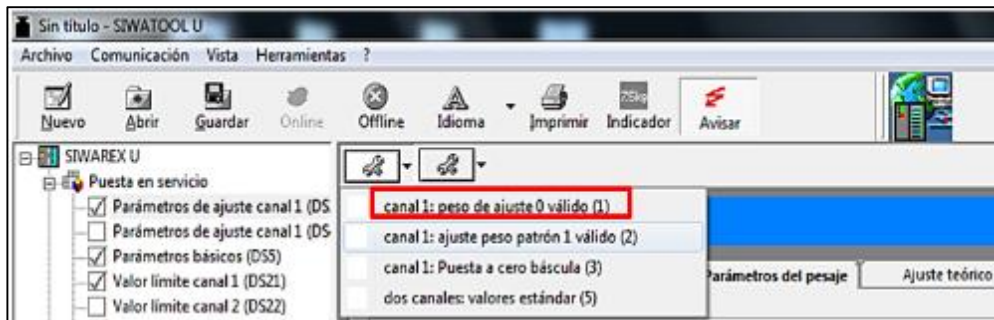 Sin título - SIWATOOL U
Archivo Comunicación Vista Herramientas ?
Nuevo Abrir Guardar Online Offline Idioma Imprimir Indicador Avisar
SIWAREX U
Puesta en servicio
Parámetros de ajuste canal 1 (DS
Parámetros de ajuste canal 1 (DS
Parámetros básicos (DS5)
Valor límite canal 1 (DS21)
Valor límite canal 2 (DS22)
canal 1: peso de ajuste 0 válido (1)
canal 1: ajuste peso patrón 1 válido (2)
canal 1: Puesta a cero báscula (3)
dos canales: valores estándar (5)
Parámetros del pesaje Ajuste teórico